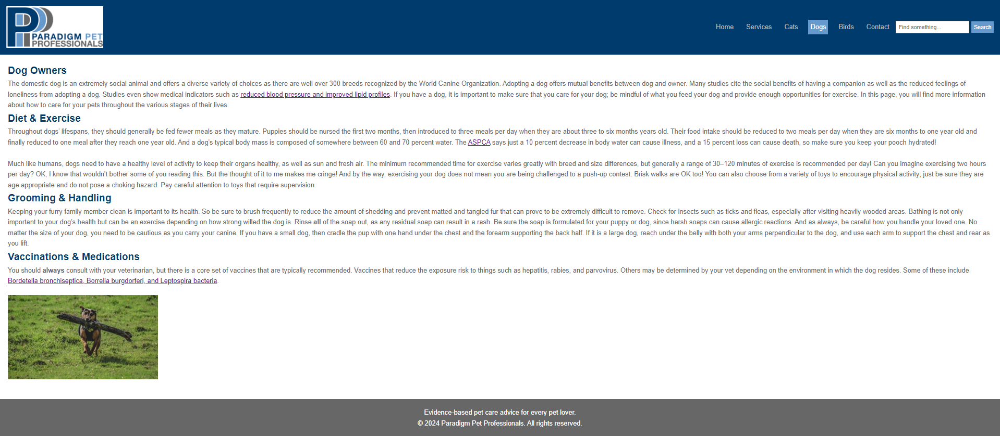 PARADIGM PET
PROFESSIONALS
Home Services Cats Dogs Birds Contact Find something... Search
Dog Owners
The domestic dog is an extremely social animal and offers a diverse variety of choices as there are well over 300 breeds recognized by the World Canine Organization. Adopting a dog offers mutual benefits between dog and owner. Many studies cite the social benefits of having a companion as well as the reduced feelings of
loneliness from adopting a dog. Studies even show medical indicators such as reduced blood pressure and improved lipid profiles. If you have a dog, it is important to make sure that you care for your dog; be mindful of what you feed your dog and provide enough opportunities for exercise. In this page, you will find more information
about how to care for your pets throughout the various stages of their lives.
Diet & Exercise
Throughout dogs' lifespans, they should generally be fed fewer meals as they mature. Puppies should be nursed the first two months, then introduced to three meals per day when they are about three to six months years old. Their food intake should be reduced to two meals per day when they are six months to one year old and
finally reduced to one meal after they reach one year old. And a dog's typical body mass is composed of somewhere between 60 and 70 percent water. The ASPCA says just a 10 percent decrease in body water can cause illness, and a 15 percent loss can cause death, so make sure you keep your pooch hydrated!
Much like humans, dogs need to have a healthy level of activity to keep their organs healthy, as well as sun and fresh air. The minimum recommended time for exercise varies greatly with breed and size differences, but generally a range of 30–120 minutes of exercise is recommended per day! Can you imagine exercising two hours
per day? OK, I know that wouldn't bother some of you reading this. But the thought of it to me makes me cringe! And by the way, exercising your dog does not mean you are being challenged to a push-up contest. Brisk walks are OK too! You can also choose from a variety of toys to encourage physical activity; just be sure they are
age appropriate and do not pose a choking hazard. Pay careful attention to toys that require supervision.
Grooming & Handling
Keeping your furry family member clean is important to its health. So be sure to brush frequently to reduce the amount of shedding and prevent matted and tangled fur that can prove to be extremely difficult to remove. Check for insects such as ticks and fleas, especially after visiting heavily wooded areas. Bathing is not only
important to your dog's health but can be an exercise depending on how strong willed the dog is. Rinse all of the soap out, as any residual soap can result in a rash. Be sure the soap is formulated for your puppy or dog, since harsh soaps can cause allergic reactions. And as always, be careful how you handle your loved one. No
matter the size of your dog, you need to be cautious as you carry your canine. If you have a small dog, then cradle the pup with one hand under the chest and the forearm supporting the back half. If it is a large dog, reach under the belly with both your arms perpendicular to the dog, and use each arm to support the chest and rear as
you lift.
Vaccinations & Medications
You should always consult with your veterinarian, but there is a core set of vaccines that are typically recommended. Vaccines that reduce the exposure risk to things such as hepatitis, rabies, and parvovirus. Others may be determined by your vet depending on the environment in which the dog resides. Some of these include
Bordetella bronchiseptica, Borrelia burgdorferi, and Leptospira bacteria.
Evidence-based pet care advice for every pet lover.
© 2024 Paradigm Pet Professionals. All rights reserved.